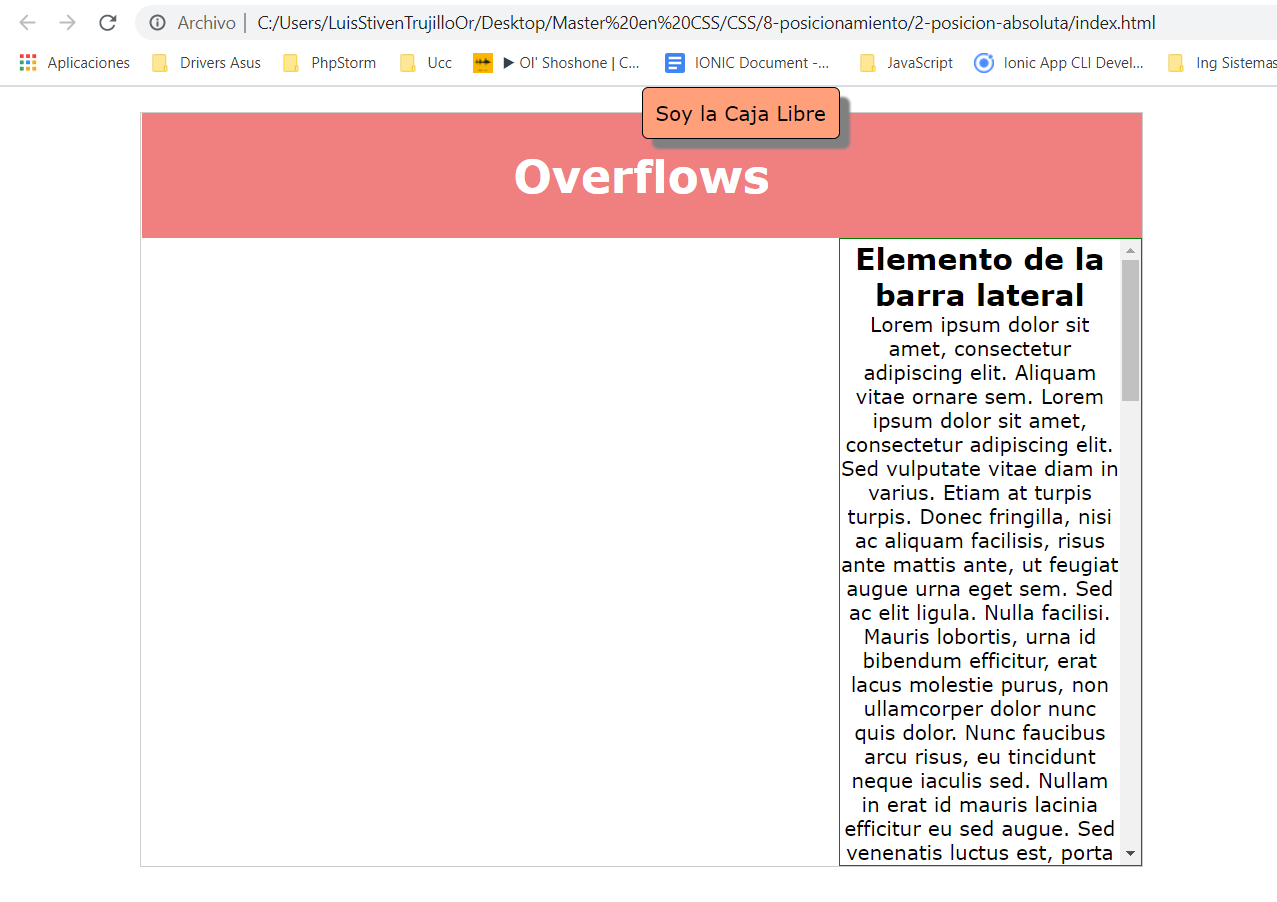 Archivo | C:/Users/LuisStivenTrujilloOr/Desktop/Master%20en%20CSS/CSS/8-posicionamiento/2-posicion-absoluta/index.html
Aplicaciones Drivers Asus PhpStorm Ucc ▶ Ol' Shoshone | C... IONIC Document -... JavaScript Ionic App CLI Devel... Ing Sistemas
Soy la Caja Libre
Overflows
Elemento de la
barra lateral
Lorem ipsum dolor sit
amet, consectetur
adipiscing elit. Aliquam
vitae ornare sem. Lorem
ipsum dolor sit amet,
consectetur adipiscing elit.
Sed vulputate vitae diam in
varius. Etiam at turpis
turpis. Donec fringilla, nisi
ac aliquam facilisis, risus
ante mattis ante, ut feugiat
augue urna eget sem. Sed
ac elit ligula. Nulla facilisi.
Mauris lobortis, urna id
bibendum efficitur, erat
lacus molestie purus, non
ullamcorper dolor nunc
quis dolor. Nunc faucibus
arcu risus, eu tincidunt
neque iaculis sed. Nullam
in erat id mauris lacinia
efficitur eu sed augue. Sed
venenatis luctus est, porta